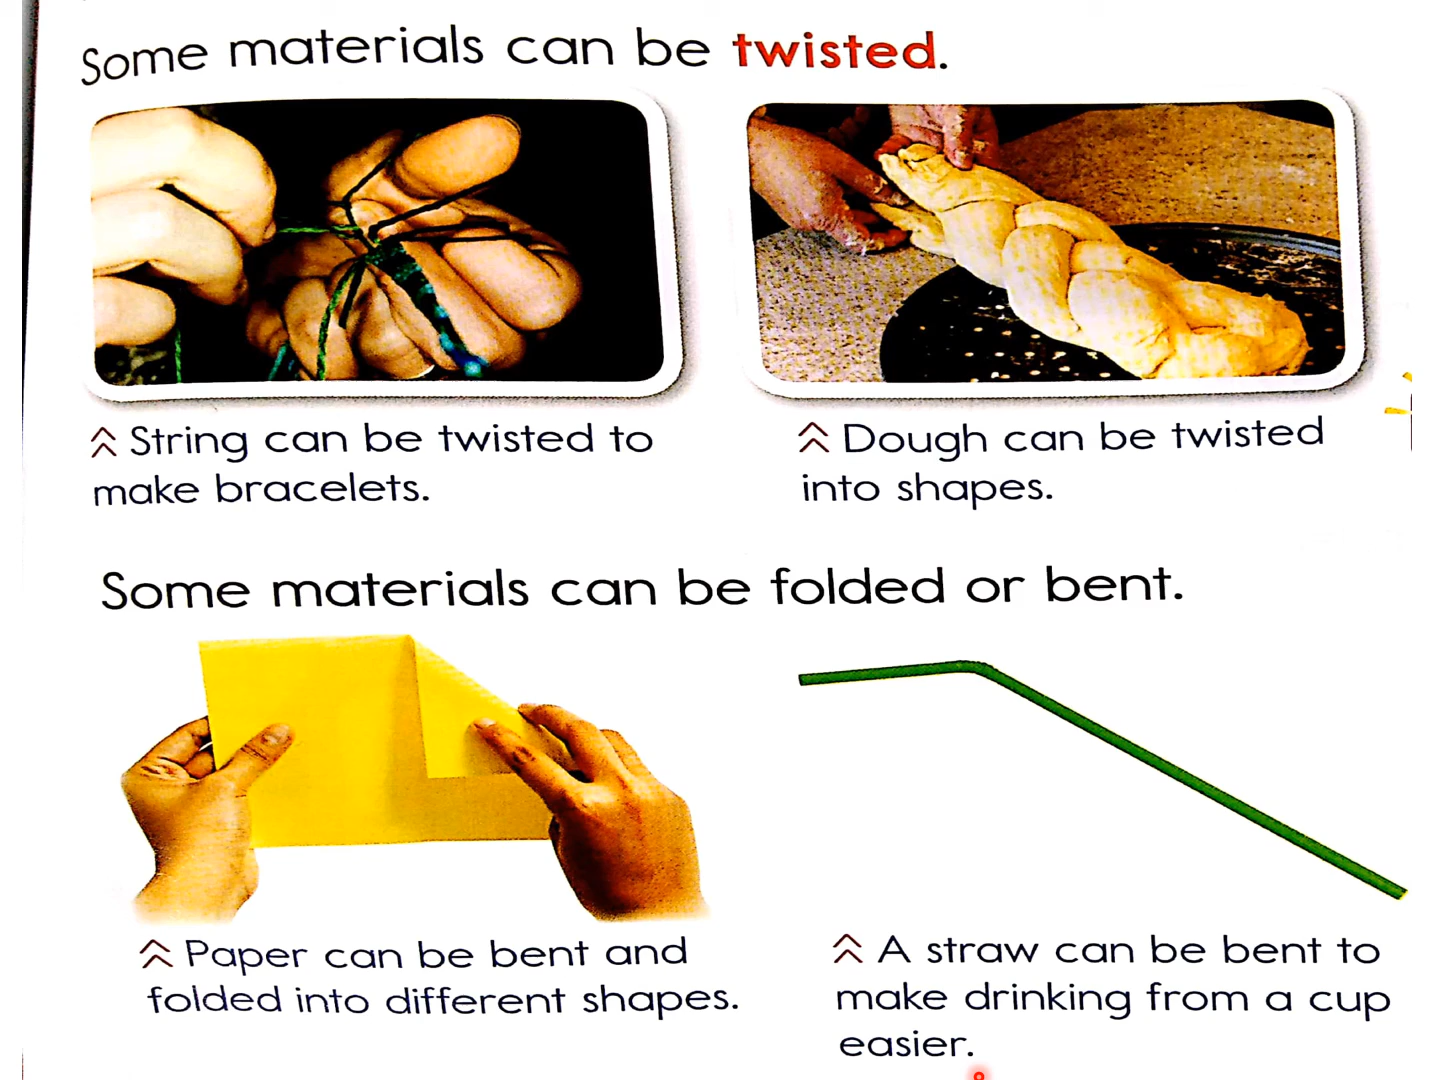 Some materials can be twisted.
String can be twisted to
make bracelets.
Dough can be twisted
into shapes.
Some materials can be folded or bent.
Paper can be bent and
folded into different shapes.
A straw can be bent to
make drinking from a cup
easier.